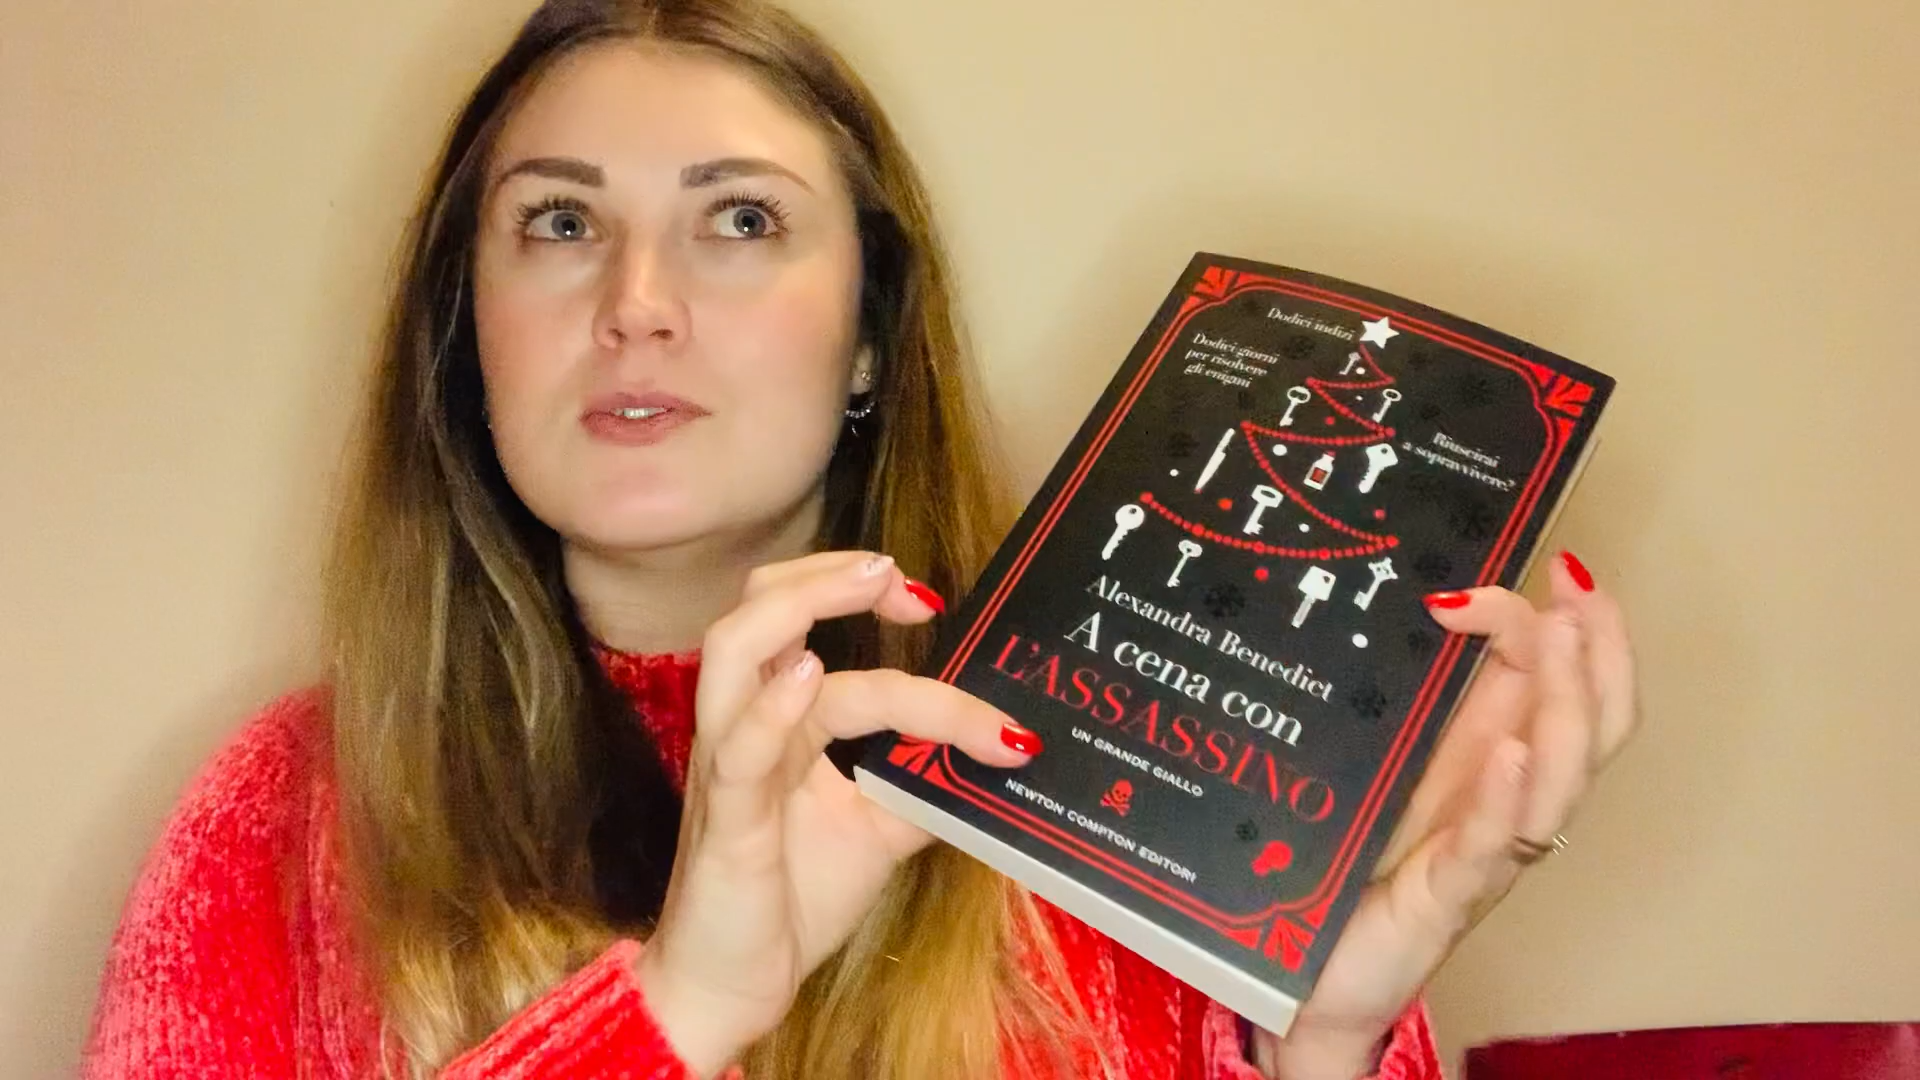 Dodici indizi
Dodici giorni
per risolvere
gli enigmi
Riuscirai
a sopravvivere?
Alexandra Benedict
A cena con
L'ASSASSINO
UN GRANDE GIALLO
NEWTON COMPTON EDITORI